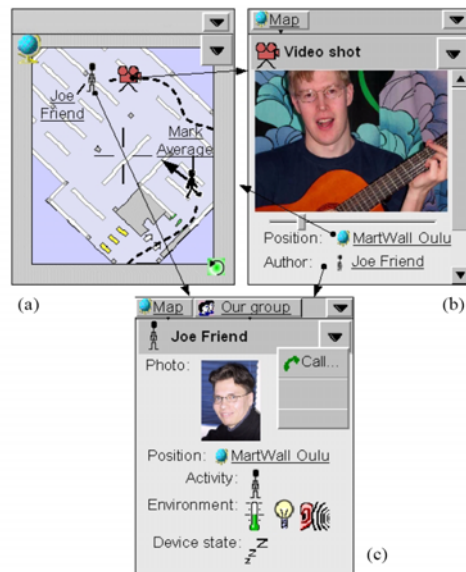 Joe
Friend
Mark
Average
(a)
Map
Video shot
Position: MartWall Oulu
Author: Joe Friend
(b)
Map Our group
Joe Friend
Photo:
Call...
Position: MartWall Oulu
Activity:
Environment:
Device state: zZZ
(c)